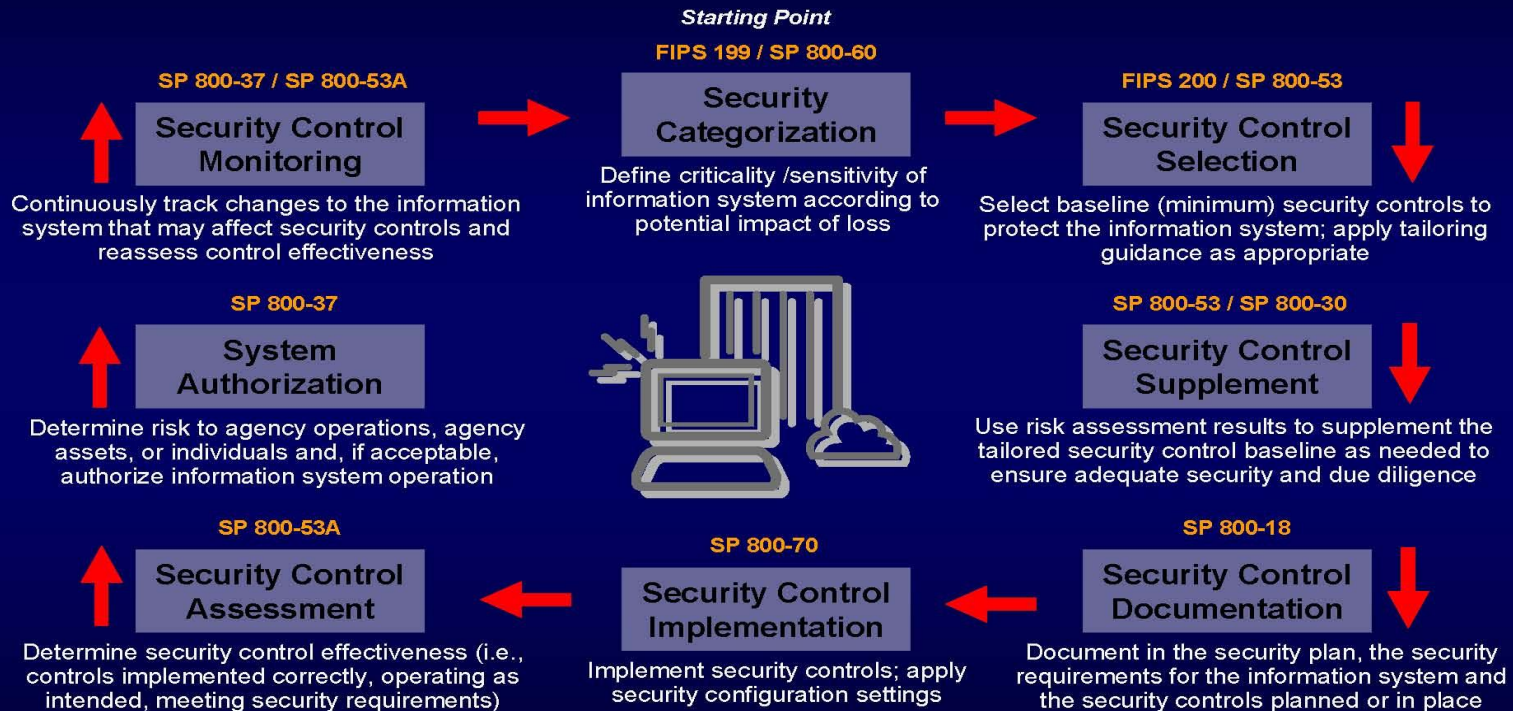 Starting Point
FIPS 199 / SP 800-60
Security
Categorization
Define criticality /sensitivity of
information system according to
potential impact of loss
FIPS 200 / SP 800-53
Security Control
Selection
Select baseline (minimum) security controls to
protect the information system; apply tailoring
guidance as appropriate
SP 800-53 / SP 800-30
Security Control
Supplement
Use risk assessment results to supplement the
tailored security control baseline as needed to
ensure adequate security and due diligence
SP 800-18
Security Control
Documentation
Document in the security plan, the security
requirements for the information system and
the security controls planned or in place
SP 800-70
Security Control
Implementation
Implement security controls; apply
security configuration settings
SP 800-53A
Security Control
Assessment
Determine security control effectiveness (i.e.,
controls implemented correctly, operating as
intended, meeting security requirements)
SP 800-37
System
Authorization
Determine risk to agency operations, agency
assets, or individuals and, if acceptable,
authorize information system operation
SP 800-37 / SP 800-53A
Security Control
Monitoring
Continuously track changes to the information
system that may affect security controls and
reassess control effectiveness